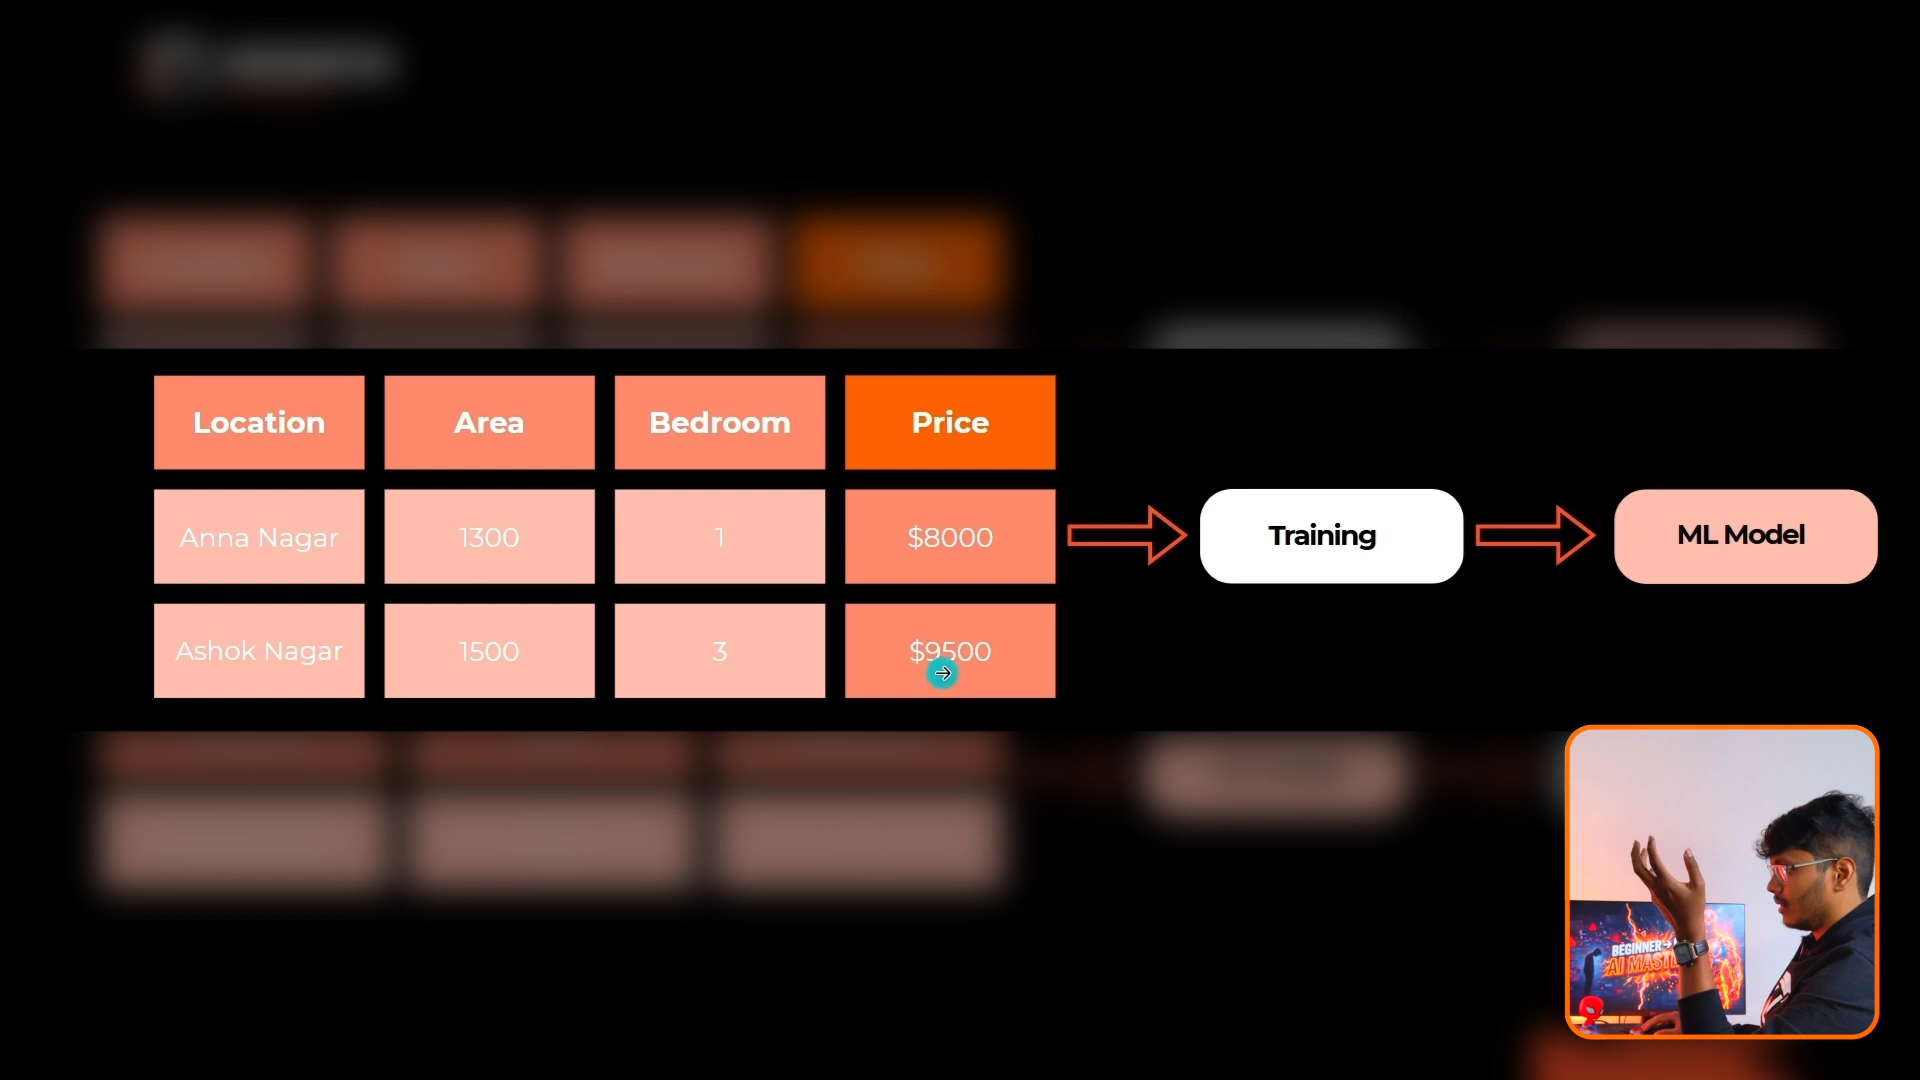 Location Area Bedroom Price
Anna Nagar 1300 1 $8000
Ashok Nagar 1500 3 $9500
Training
ML Model
BEGINNER
AI MASTE